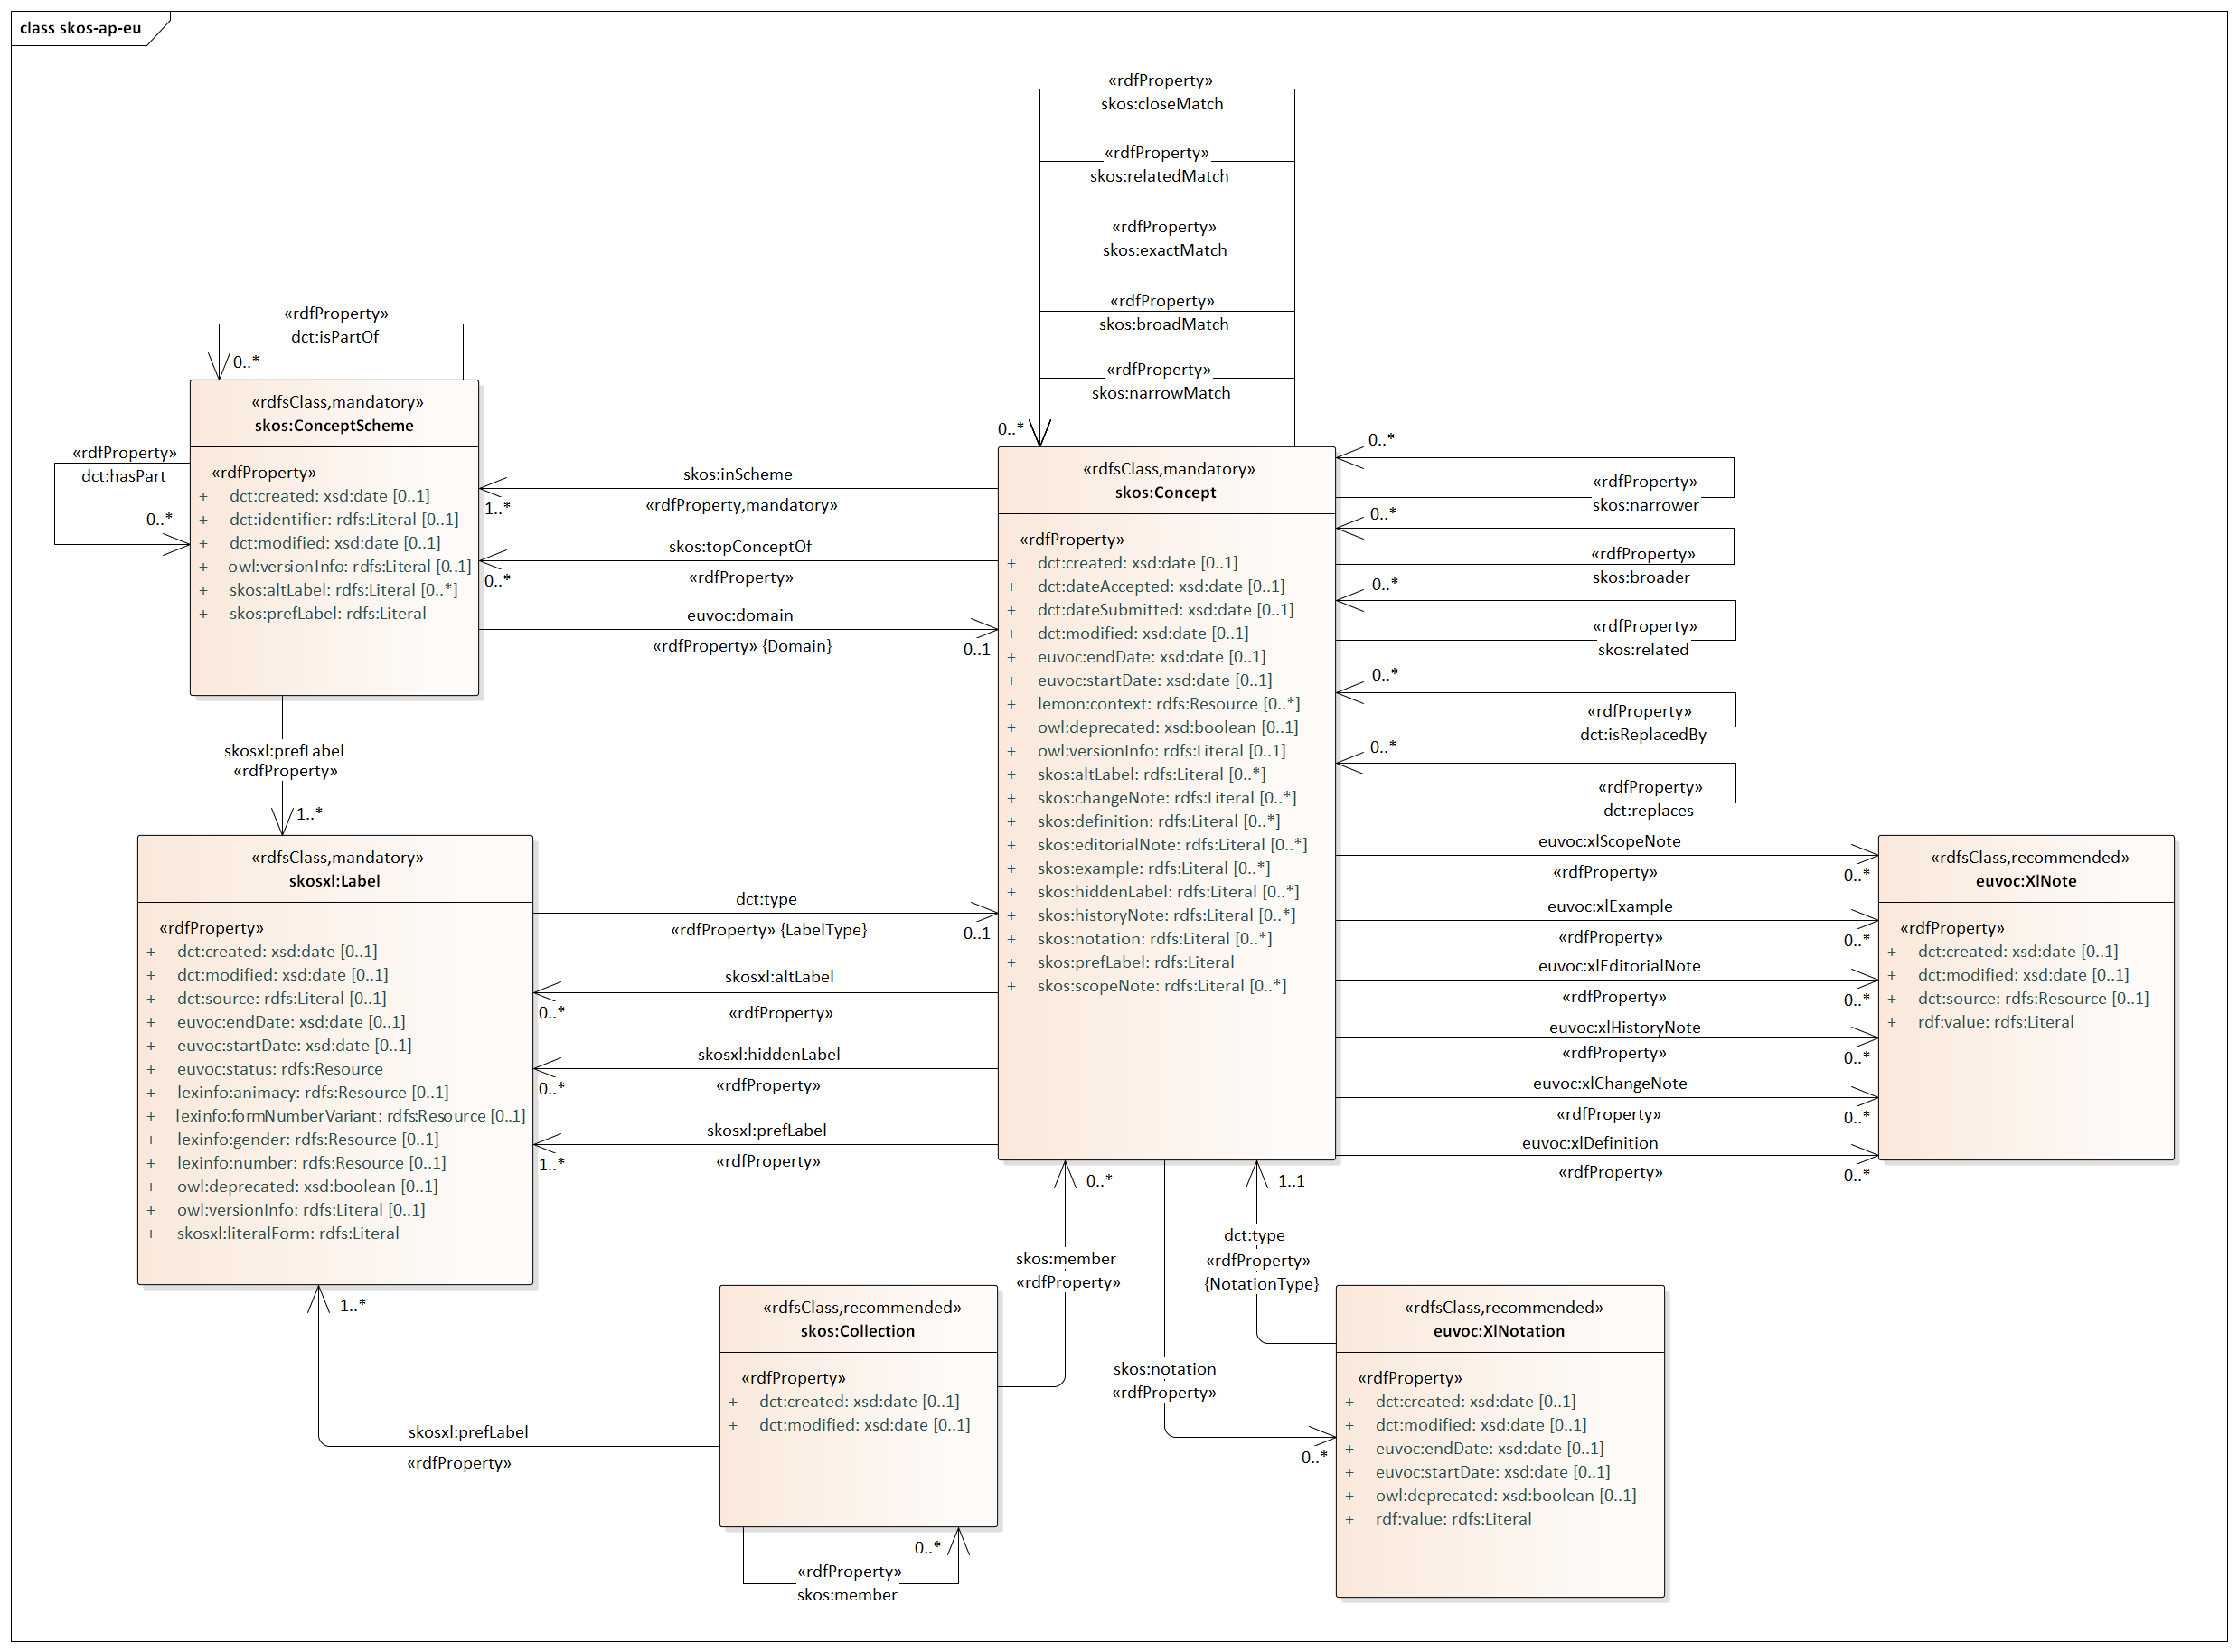 class skos-ap-eu
«rdfProperty»
skos:closeMatch
«rdfProperty»
skos:relatedMatch
«rdfProperty»
skos:exactMatch
«rdfProperty»
skos:broadMatch
«rdfProperty»
skos:narrowMatch
0..*
«rdfProperty»
dct:isPartOf
0..*
«rdfsClass,mandatory»
skos:ConceptScheme
«rdfProperty»
+ dct:created: xsd:date [0..1]
+ dct:identifier: rdfs:Literal [0..1]
+ dct:modified: xsd:date [0..1]
+ owl:versionInfo: rdfs:Literal [0..1]
+ skos:altLabel: rdfs:Literal [0..*]
+ skos:prefLabel: rdfs:Literal
«rdfProperty»
dct:hasPart
0..*
skos:inScheme
«rdfProperty,mandatory»
1..*
skos:topConceptOf
«rdfProperty»
0..*
euvoc:domain
«rdfProperty» {Domain}
0..1
«rdfsClass,mandatory»
skos:Concept
«rdfProperty»
+ dct:created: xsd:date [0..1]
+ dct:dateAccepted: xsd:date [0..1]
+ dct:dateSubmitted: xsd:date [0..1]
+ dct:modified: xsd:date [0..1]
+ euvoc:endDate: xsd:date [0..1]
+ euvoc:startDate: xsd:date [0..1]
+ lemon:context: rdfs:Resource [0..*]
+ owl:deprecated: xsd:boolean [0..1]
+ owl:versionInfo: rdfs:Literal [0..1]
+ skos:altLabel: rdfs:Literal [0..*]
+ skos:changeNote: rdfs:Literal [0..*]
+ skos:definition: rdfs:Literal [0..*]
+ skos:editorialNote: rdfs:Literal [0..*]
+ skos:example: rdfs:Literal [0..*]
+ skos:hiddenLabel: rdfs:Literal [0..*]
+ skos:historyNote: rdfs:Literal [0..*]
+ skos:notation: rdfs:Literal [0..*]
+ skos:prefLabel: rdfs:Literal
+ skos:scopeNote: rdfs:Literal [0..*]
0..*
«rdfProperty»
skos:narrower
0..*
«rdfProperty»
skos:broader
0..*
«rdfProperty»
skos:related
0..*
«rdfProperty»
dct:isReplacedBy
0..*
«rdfProperty»
dct:replaces
skosxl:prefLabel
«rdfProperty»
1..*
«rdfsClass,mandatory»
skosxl:Label
«rdfProperty»
+ dct:created: xsd:date [0..1]
+ dct:modified: xsd:date [0..1]
+ dct:source: rdfs:Literal [0..1]
+ euvoc:endDate: xsd:date [0..1]
+ euvoc:startDate: xsd:date [0..1]
+ euvoc:status: rdfs:Resource
+ lexinfo:animacy: rdfs:Resource [0..1]
+ lexinfo:formNumberVariant: rdfs:Resource [0..1]
+ lexinfo:gender: rdfs:Resource [0..1]
+ lexinfo:number: rdfs:Resource [0..1]
+ owl:deprecated: xsd:boolean [0..1]
+ owl:versionInfo: rdfs:Literal [0..1]
+ skosxl:literalForm: rdfs:Literal
dct:type
«rdfProperty» {LabelType}
0..1
skosxl:altLabel
«rdfProperty»
0..*
skosxl:hiddenLabel
«rdfProperty»
0..*
skosxl:prefLabel
«rdfProperty»
1..*
euvoc:xlScopeNote
«rdfProperty»
0..*
euvoc:xlExample
«rdfProperty»
0..*
euvoc:xlEditorialNote
«rdfProperty»
0..*
euvoc:xlHistoryNote
«rdfProperty»
0..*
euvoc:xlChangeNote
«rdfProperty»
0..*
euvoc:xlDefinition
«rdfProperty»
0..*
«rdfsClass,recommended»
euvoc:XlNote
«rdfProperty»
+ dct:created: xsd:date [0..1]
+ dct:modified: xsd:date [0..1]
+ dct:source: rdfs:Resource [0..1]
+ rdf:value: rdfs:Literal
0..*
skos:member
«rdfProperty»
1..1
dct:type
«rdfProperty»
{NotationType}
skos:notation
«rdfProperty»
0..*
1..*
skosxl:prefLabel
«rdfProperty»
«rdfsClass,recommended»
skos:Collection
«rdfProperty»
+ dct:created: xsd:date [0..1]
+ dct:modified: xsd:date [0..1]
0..*
«rdfProperty»
skos:member
«rdfsClass,recommended»
euvoc:XlNotation
«rdfProperty»
+ dct:created: xsd:date [0..1]
+ dct:modified: xsd:date [0..1]
+ euvoc:endDate: xsd:date [0..1]
+ euvoc:startDate: xsd:date [0..1]
+ owl:deprecated: xsd:boolean [0..1]
+ rdf:value: rdfs:Literal